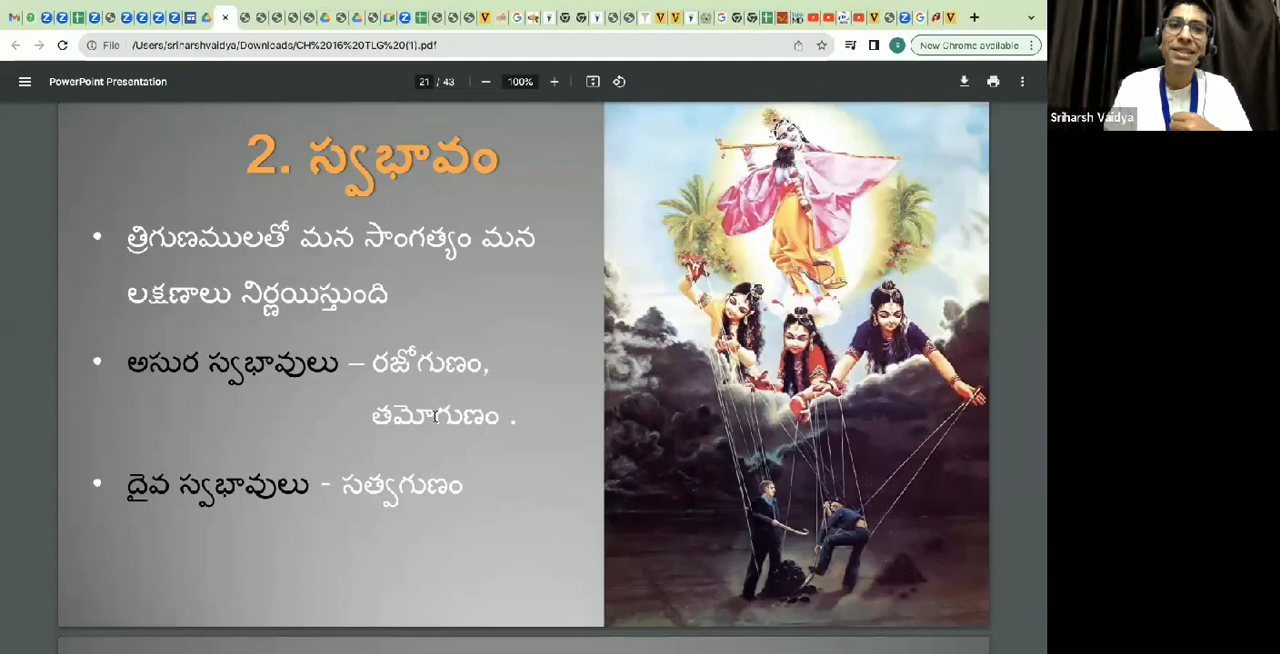 File
/Users/sriharshvaidya/Downloads/CH%2016%20TLG%20(1).pdf
New Chrome available
PowerPoint Presentation
21 / 43
100%
Sriharsh Vaidya
2. స్వభావం
• త్రిగుణములతో మన సాంగత్యం మన
లక్షణాలు నిర్ణయిస్తుంది
• అసుర స్వభావులు – రజోగుణం,
తమోగుణం .
• దైవ స్వభావులు - సత్వగుణం